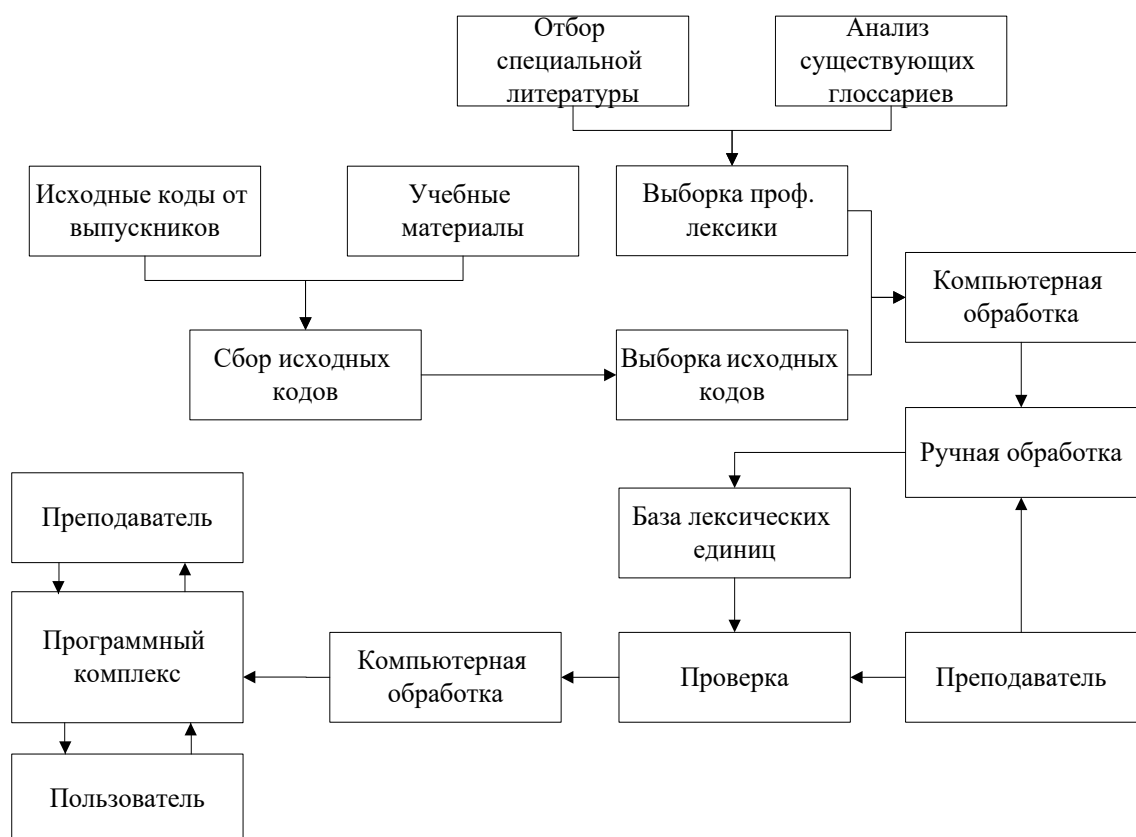 Отбор
специальной
литературы
Анализ
существующих
глоссариев
Исходные коды от
выпускников
Учебные
материалы
Выборка проф.
лексики
Компьютерная
обработка
Сбор исходных
кодов
Выборка исходных
кодов
Ручная обработка
Преподаватель
База лексических
единиц
Программный
комплекс
Компьютерная
обработка
Проверка
Преподаватель
Пользователь